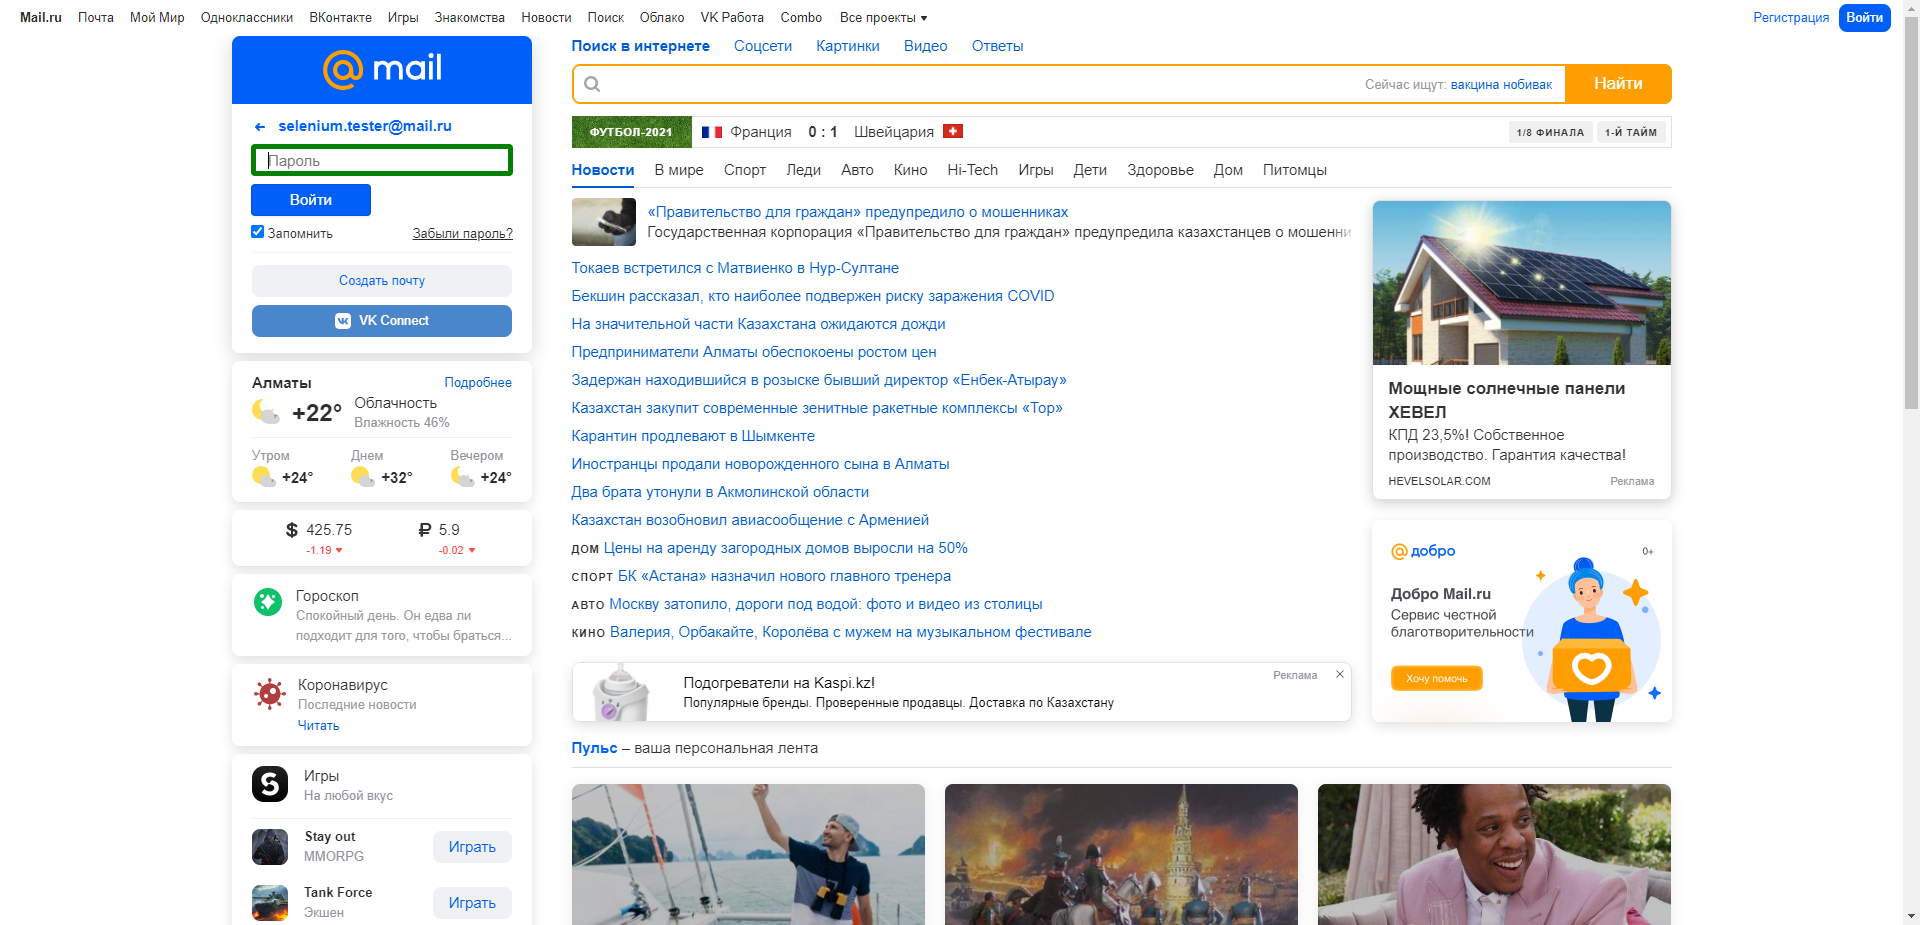 Mail.ru Почта Мой Мир Одноклассники ВКонтакте Игры Знакомства Новости Поиск Облако VK Работа Combo Все проекты Регистрация Войти
mail
selenium.tester@mail.ru
Пароль
Войти
Запомнить Забыли пароль?
Создать почту
VK Connect
Алматы Подробнее
+22° Облачность
Влажность 46%
Утром Днем Вечером
+24° +32° +24°
$ 425.75 ₽ 5.9
-1.19 -0.02
Гороскоп
Спокойный день. Он едва ли
подходит для того, чтобы браться...
Коронавирус
Последние новости
Читать
Игры
На любой вкус
Stay out
MMORPG
Играть
Tank Force
Экшен
Играть
Поиск в интернете Соцсети Картинки Видео Ответы
Сейчас ищут: вакцина нобивак Найти
ФУТБОЛ-2021 Франция 0 : 1 Швейцария 1/8 ФИНАЛА 1-Й ТАЙМ
Новости В мире Спорт Леди Авто Кино Hi-Tech Игры Дети Здоровье Дом Питомцы
«Правительство для граждан» предупредило о мошенниках
Государственная корпорация «Правительство для граждан» предупредила казахстанцев о мошенни
Токаев встретился с Матвиенко в Нур-Султане
Бекшин рассказал, кто наиболее подвержен риску заражения COVID
На значительной части Казахстана ожидаются дожди
Предприниматели Алматы обеспокоены ростом цен
Задержан находившийся в розыске бывший директор «Енбек-Атырау»
Казахстан закупит современные зенитные ракетные комплексы «Тор»
Карантин продлевают в Шымкенте
Иностранцы продали новорожденного сына в Алматы
Два брата утонули в Акмолинской области
Казахстан возобновил авиасообщение с Арменией
ДОМ Цены на аренду загородных домов выросли на 50%
СПОРТ БК «Астана» назначил нового главного тренера
АВТО Москву затопило, дороги под водой: фото и видео из столицы
КИНО Валерия, Орбакайте, Королёва с мужем на музыкальном фестивале
Подогреватели на Kaspi.kz! Реклама
Популярные бренды. Проверенные продавцы. Доставка по Казахстану
Пульс – ваша персональная лента
Мощные солнечные панели
ХЕВЕЛ
КПД 23,5%! Собственное
производство. Гарантия качества!
HEVELSOLAR.COM Реклама
добро 0+
Добро Mail.ru
Сервис честной
благотворительности
Хочу помочь